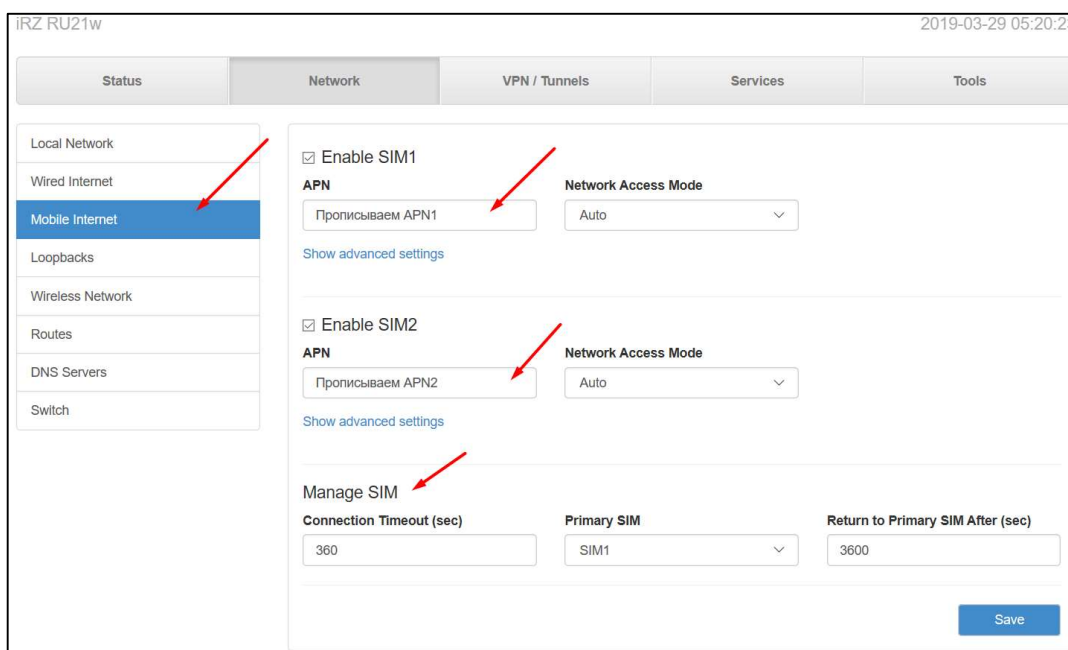 iRZ RU21w 2019-03-29 05:20:2
Status Network VPN / Tunnels Services Tools
Local Network
Wired Internet
Mobile Internet
Loopbacks
Wireless Network
Routes
DNS Servers
Switch
Enable SIM1
APN Network Access Mode
Прописываем APN1 Auto
Show advanced settings
Enable SIM2
APN Network Access Mode
Прописываем APN2 Auto
Show advanced settings
Manage SIM
Connection Timeout (sec) Primary SIM Return to Primary SIM After (sec)
360 SIM1 3600
Save